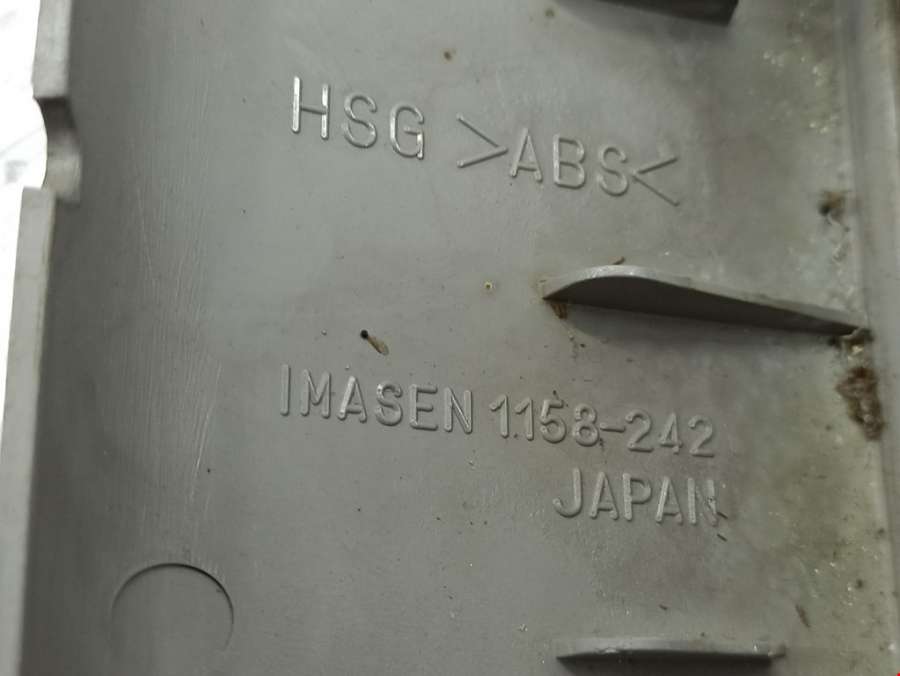 HSG >ABS<
IMASEN 1158-242
JAPAN